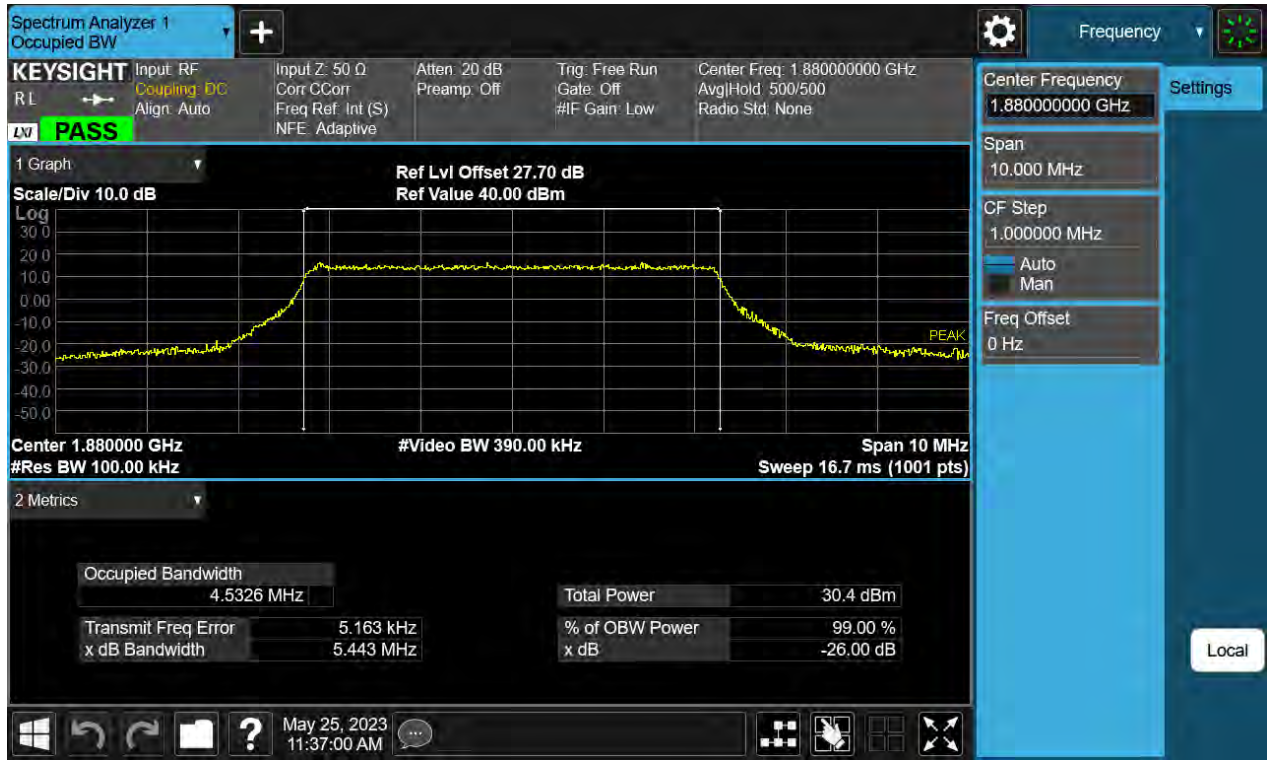 Spectrum Analyzer 1
Occupied BW
Frequency
KEYSIGHT
RL
LXI
PASS
Input: RF
Coupling: DC
Align: Auto
Input Z: 50 Ω
Corr CCorr
Freq Ref: Int (S)
NFE: Adaptive
Atten: 20 dB
Preamp: Off
Trig: Free Run
Gate: Off
#IF Gain: Low
Center Freq: 1.880000000 GHz
Avg|Hold: 500/500
Radio Std: None
1 Graph
Scale/Div 10.0 dB
Ref Lvl Offset 27.70 dB
Ref Value 40.00 dBm
Log
30.0
20.0
10.0
0.00
-10.0
-20.0
-30.0
-40.0
-50.0
PEAK
Center 1.880000 GHz
#Video BW 390.00 kHz
Span 10 MHz
#Res BW 100.00 kHz
Sweep 16.7 ms (1001 pts)
2 Metrics
Occupied Bandwidth
4.5326 MHz
Total Power 30.4 dBm
Transmit Freq Error 5.163 kHz
% of OBW Power 99.00 %
x dB Bandwidth 5.443 MHz
x dB -26.00 dB
?
May 25, 2023
11:37:00 AM
Center Frequency
1.880000000 GHz
Settings
Span
10.000 MHz
CF Step
1.000000 MHz
Auto
Man
Freq Offset
0 Hz
Local